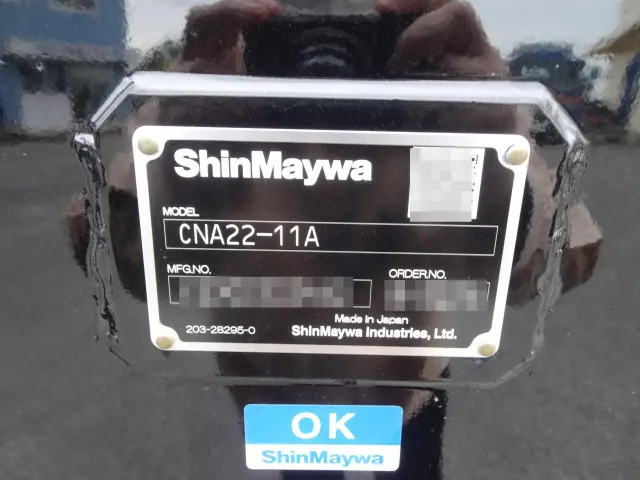 ShinMaywa
MODEL
CNA22-11A
MFG.NO.
ORDER.NO.
Made in Japan
203-28295-0
ShinMaywa Industries, Ltd.
OK
ShinMaywa